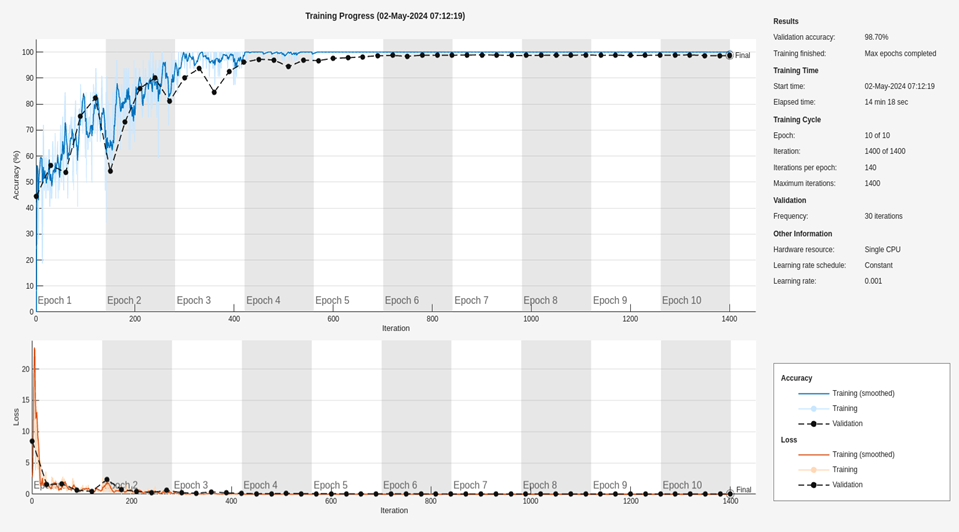 Training Progress (02-May-2024 07:12:19)
100
90
80
70
60
50
40
30
20
10
0
Accuracy (%)
Final
Epoch 1
Epoch 2
Epoch 3
Epoch 4
Epoch 5
Epoch 6
Epoch 7
Epoch 8
Epoch 9
Epoch 10
0
200
400
600
800
1000
1200
1400
Iteration
20
15
10
5
0
Loss
Final
Epoch 2
Epoch 3
Epoch 4
Epoch 5
Epoch 6
Epoch 7
Epoch 8
Epoch 9
Epoch 10
0
200
400
600
800
1000
1200
1400
Iteration
Results
Validation accuracy: 98.70%
Training finished: Max epochs completed
Training Time
Start time: 02-May-2024 07:12:19
Elapsed time: 14 min 18 sec
Training Cycle
Epoch: 10 of 10
Iteration: 1400 of 1400
Iterations per epoch: 140
Maximum iterations: 1400
Validation
Frequency: 30 iterations
Other Information
Hardware resource: Single CPU
Learning rate schedule: Constant
Learning rate: 0.001
Accuracy
Training (smoothed)
Training
Validation
Loss
Training (smoothed)
Training
Validation